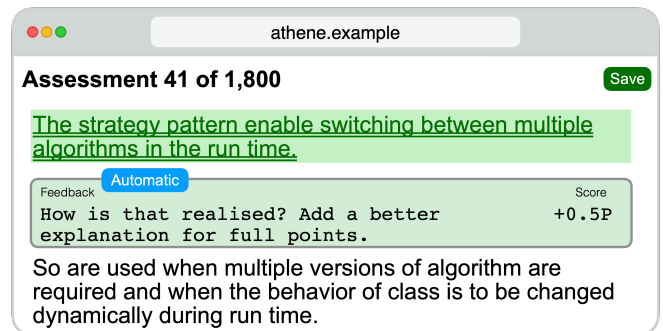 athene.example
Assessment 41 of 1,800
Save
The strategy pattern enable switching between multiple
algorithms in the run time.
Automatic
Feedback
Score
How is that realised? Add a better
+0.5P
explanation for full points.
So are used when multiple versions of algorithm are
required and when the behavior of class is to be changed
dynamically during run time.